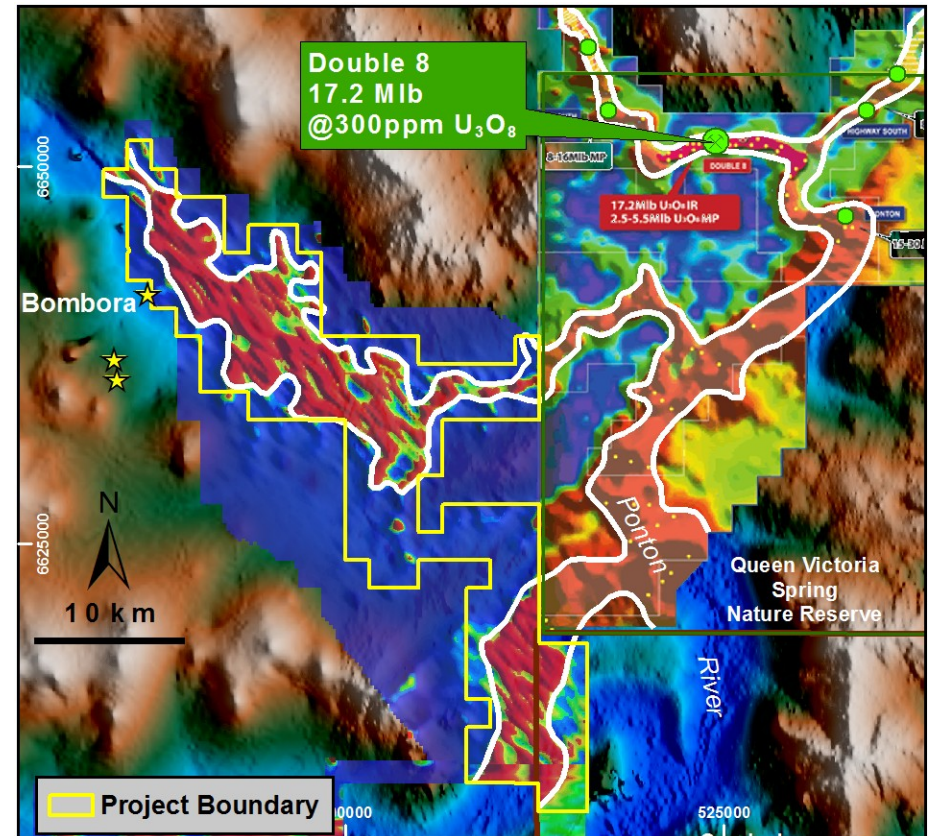 Double 8
17.2 Mlb
@300ppm U₃O₈
HIGHWAY SOUTH
8-16Mlb MP
DOUBLE 8
17.2Mlb U₃O₈ IR
2.5-5.5Mlb U₃O₈ MP
6650000
Bombora
N
10 km
6625000
Ponton
Queen Victoria
Spring
Nature Reserve
River
Project Boundary
525000